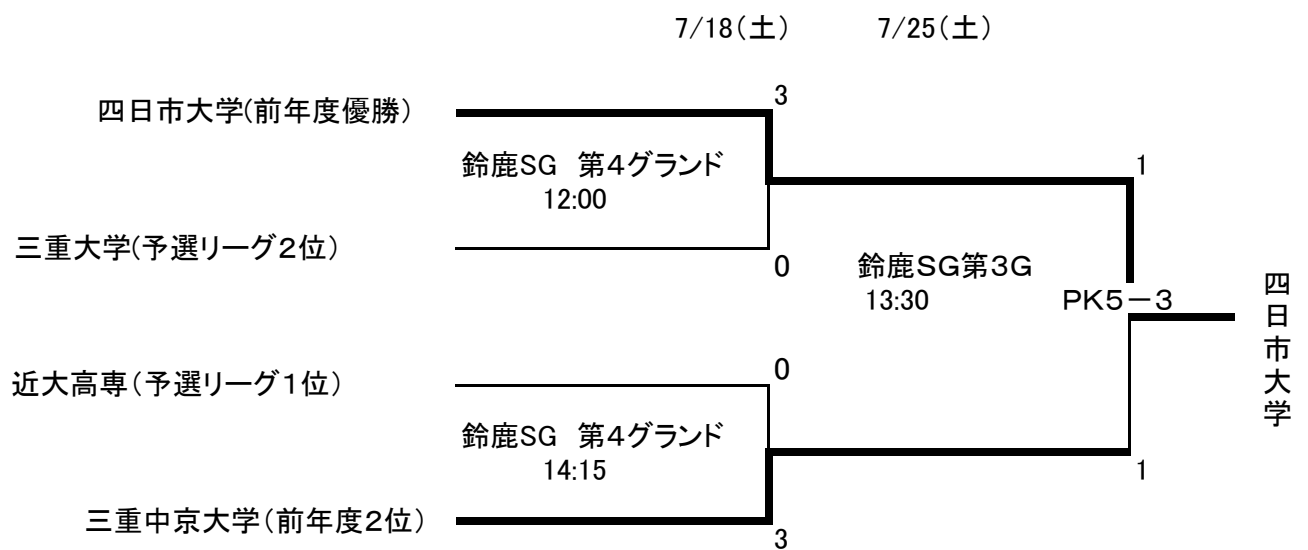 7/18(土)　7/25(土)
四日市大学(前年度優勝)
3
鈴鹿SG　第4グランド
12:00
1
三重大学(予選リーグ2位)
0
鈴鹿SG第3G
13:30
PK5－3
四日市大学
0
近大高専(予選リーグ1位)
鈴鹿SG　第4グランド
14:15
1
三重中京大学(前年度2位)
3